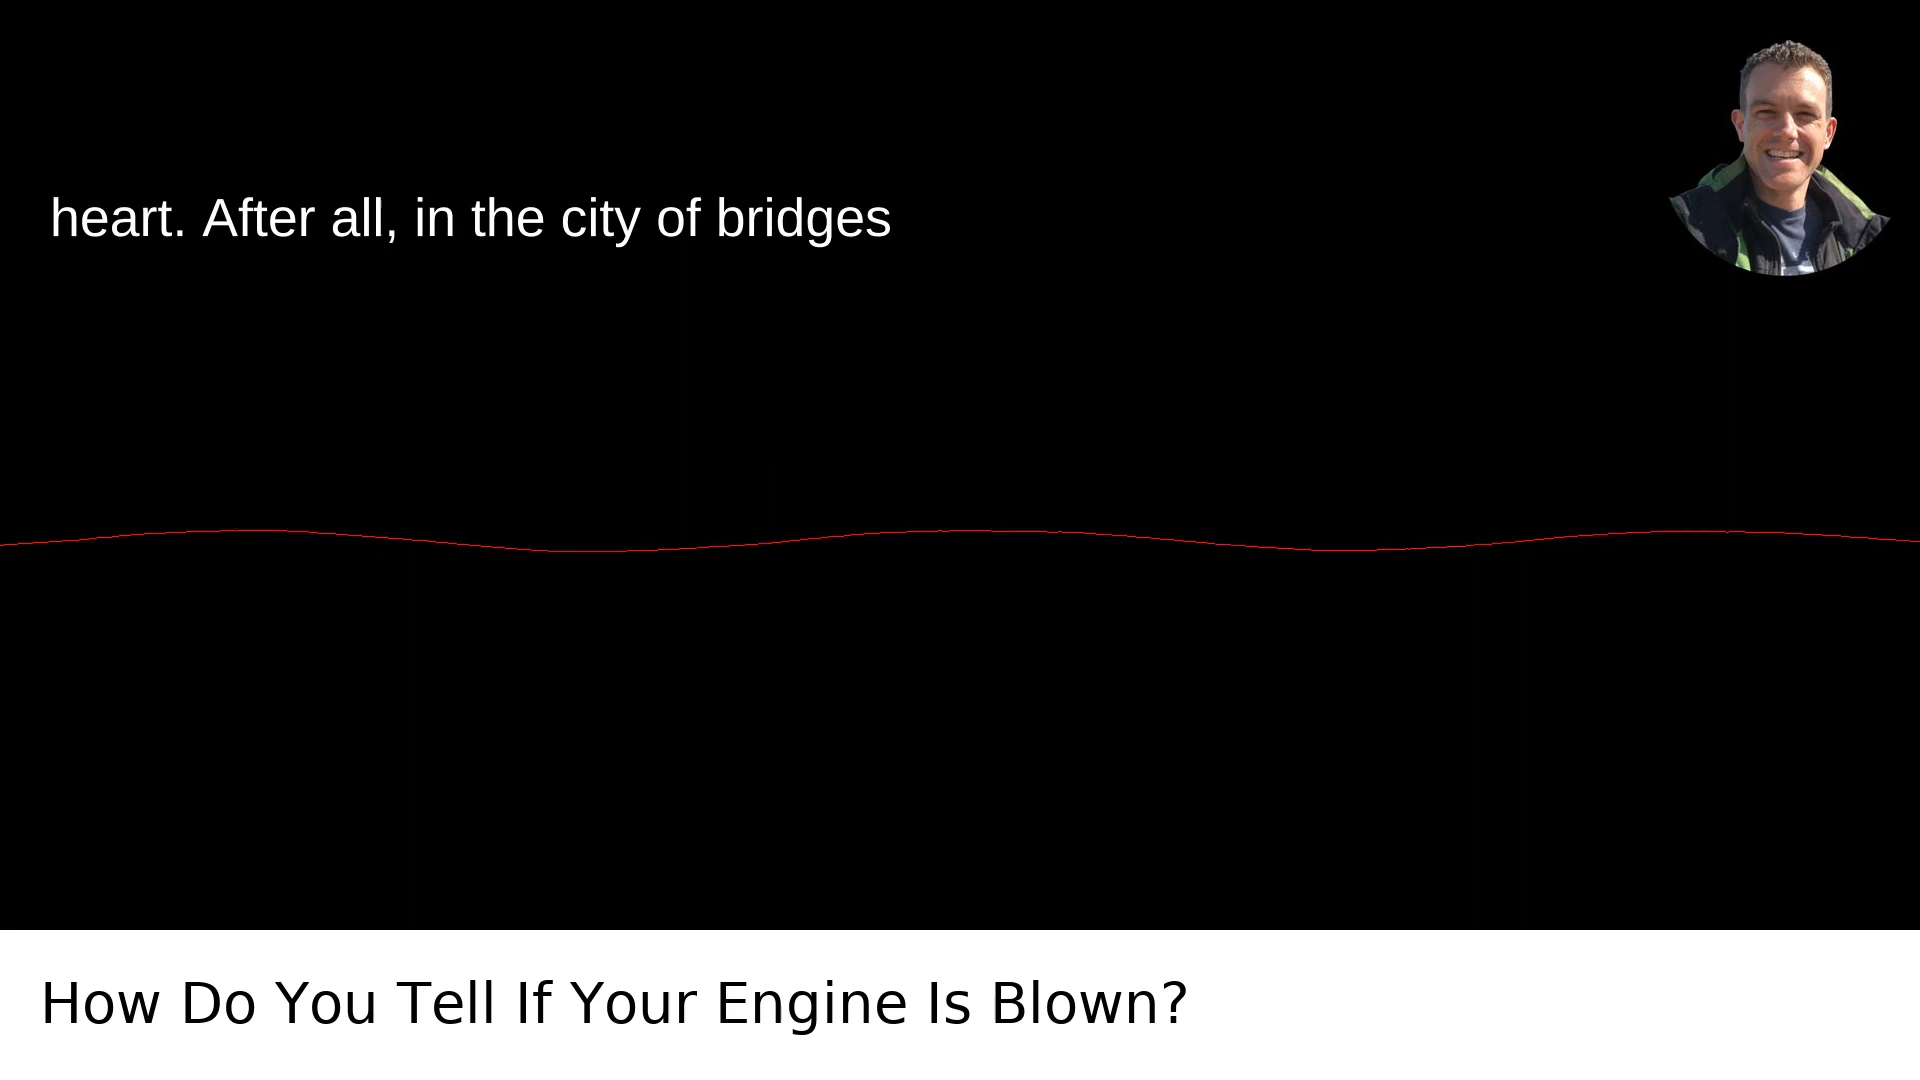 heart. After all, in the city of bridges
How Do You Tell If Your Engine Is Blown?